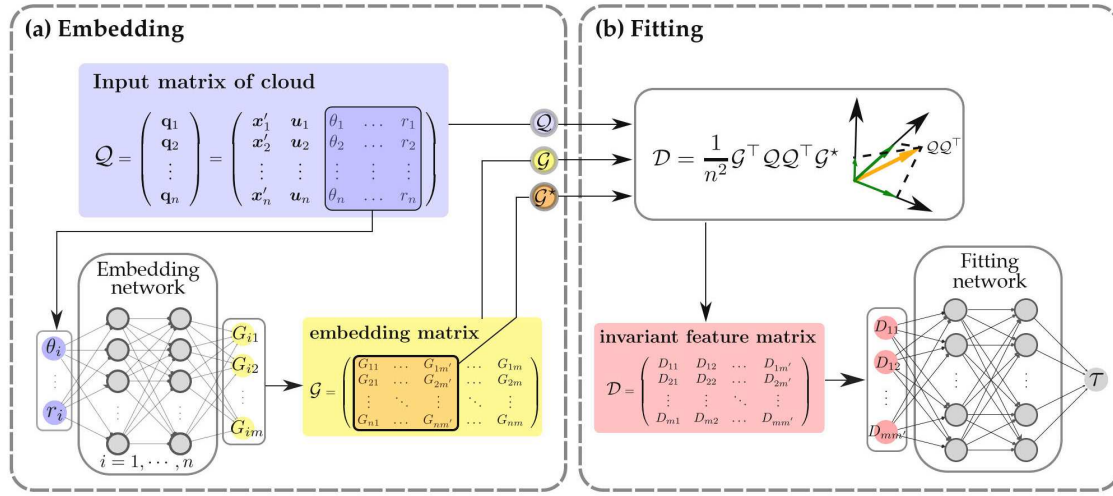 (a) Embedding
Input matrix of cloud
𝒬 = ( q₁ ) = ( x′₁ u₁ θ₁ … r₁ )
q₂ x′₂ u₂ θ₂ … r₂
⋮ ⋮ ⋮ ⋮ ⋮ ⋮
qₙ x′ₙ uₙ θₙ … rₙ
𝒬
𝒢
𝒢⋆
Embedding
network
θᵢ
⋮
rᵢ
Gᵢ₁
Gᵢ₂
⋮
Gᵢₘ
i = 1, ⋯ , n
embedding matrix
𝒢 = ( G₁₁ … G₁ₘ′ … G₁ₘ )
G₂₁ … G₂ₘ′ … G₂ₘ
⋮ ⋱ ⋮ ⋱ ⋮
Gₙ₁ … Gₙₘ′ … Gₙₘ
(b) Fitting
𝒟 = 1/n² 𝒢⊤ 𝒬𝒬⊤ 𝒢⋆
𝒬𝒬⊤
invariant feature matrix
𝒟 = ( D₁₁ D₁₂ … D₁ₘ′ )
D₂₁ D₂₂ … D₂ₘ′
⋮ ⋮ ⋱ ⋮
Dₘ₁ Dₘ₂ … Dₘₘ′
Fitting
network
D₁₁
D₁₂
⋮
Dₘₘ′
𝒯